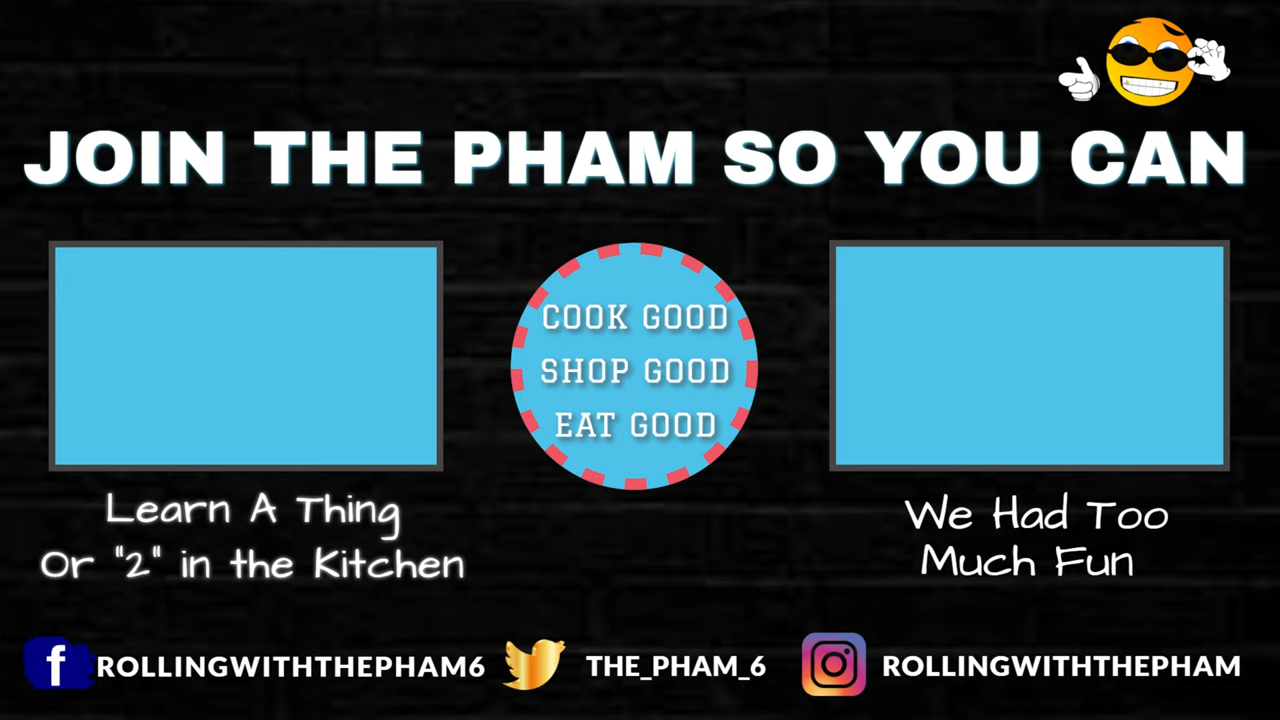 JOIN THE PHAM SO YOU CAN
COOK GOOD
SHOP GOOD
EAT GOOD
Learn A Thing
Or "2" in the Kitchen
We Had Too
Much Fun
f ROLLINGWITHTHEPHAM6
THE_PHAM_6
ROLLINGWITHTHEPHAM